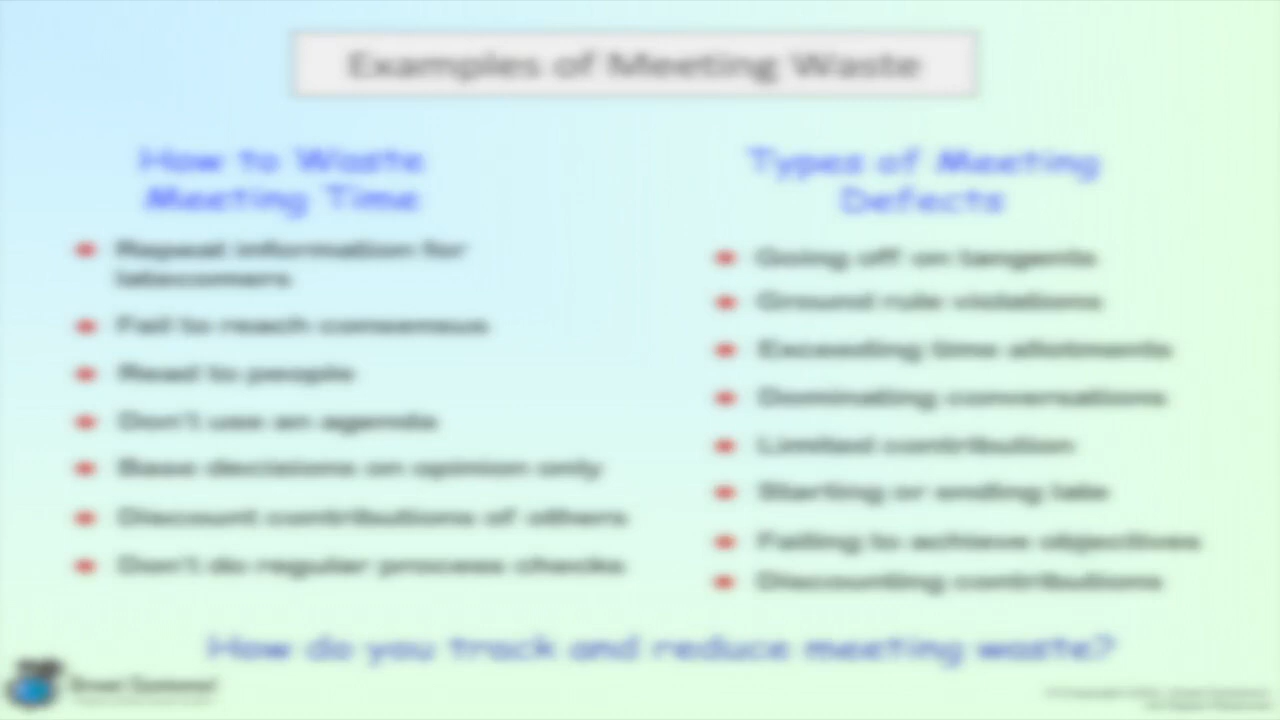 Examples of Meeting Waste
How to Waste
Meeting Time
Repeat information for
latecomers
Fail to reach consensus
Read to people
Don't use an agenda
Base decisions on opinion only
Discount contributions of others
Don't do regular process checks
Types of Meeting
Defects
Going off on tangents
Ground rule violations
Exceeding time allotments
Dominating conversations
Limited contribution
Starting or ending late
Failing to achieve objectives
Discounting contributions
How do you track and reduce meeting waste?